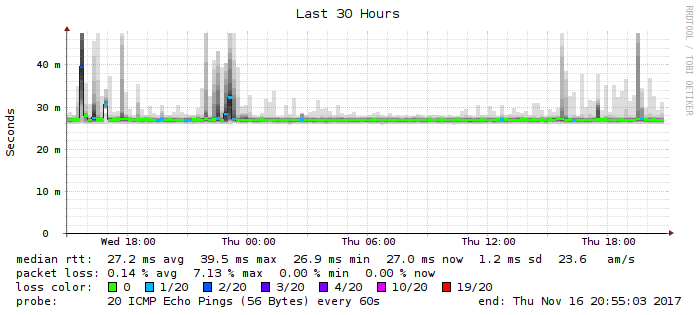 Last 30 Hours
RRDTOOL / TOBI OETIKER
Seconds
40 m
30 m
20 m
10 m
0
Wed 18:00 Thu 00:00 Thu 06:00 Thu 12:00 Thu 18:00
median rtt: 27.2 ms avg 39.5 ms max 26.9 ms min 27.0 ms now 1.2 ms sd 23.6 am/s
packet loss: 0.14 % avg 7.13 % max 0.00 % min 0.00 % now
loss color: 0 1/20 2/20 3/20 4/20 10/20 19/20
probe: 20 ICMP Echo Pings (56 Bytes) every 60s end: Thu Nov 16 20:55:03 2017